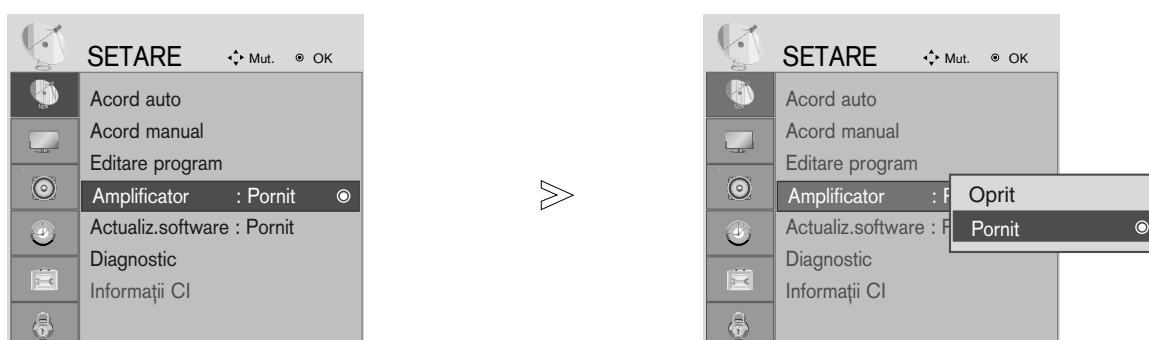 SETARE Mut. OK
Acord auto
Acord manual
Editare program
Amplificator : Pornit
Actualiz.software : Pornit
Diagnostic
Informații CI
SETARE Mut. OK
Acord auto
Acord manual
Editare program
Amplificator : P
Actualiz.software : P
Diagnostic
Informații CI
Oprit
Pornit